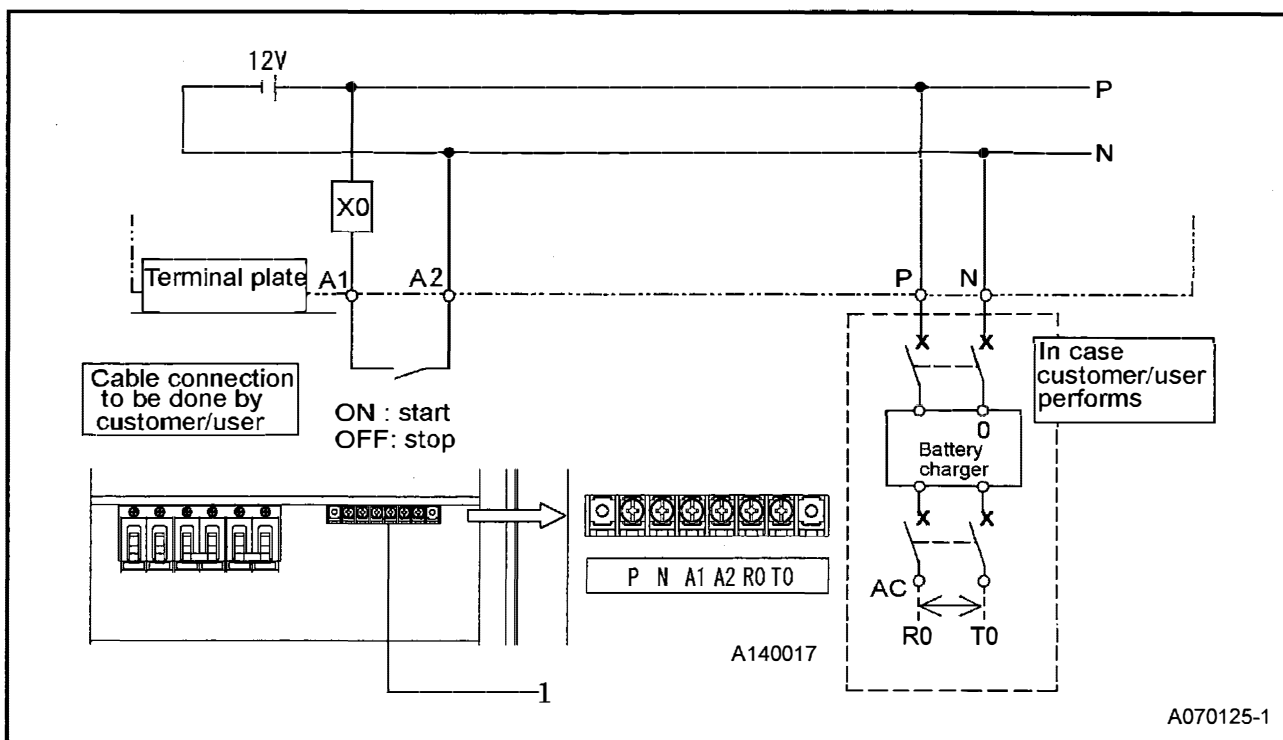 12V
P
N
X0
Terminal plate
A1
A2
P
N
Cable connection
to be done by
customer/user
ON : start
OFF: stop
In case
customer/user
performs
0
Battery
charger
P N A1 A2 R0 T0
AC
R0
T0
A140017
1
A070125-1